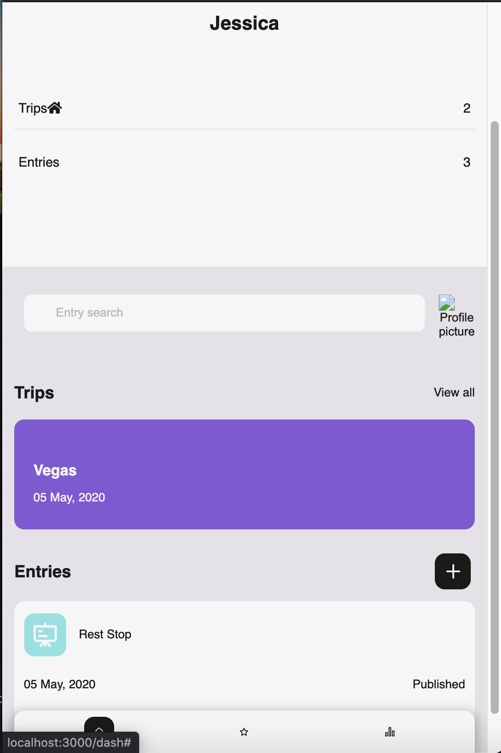 Jessica
Trips 2
Entries 3
Entry search
Profile
picture
Trips View all
Vegas
05 May, 2020
Entries
Rest Stop
05 May, 2020 Published
localhost:3000/dash#